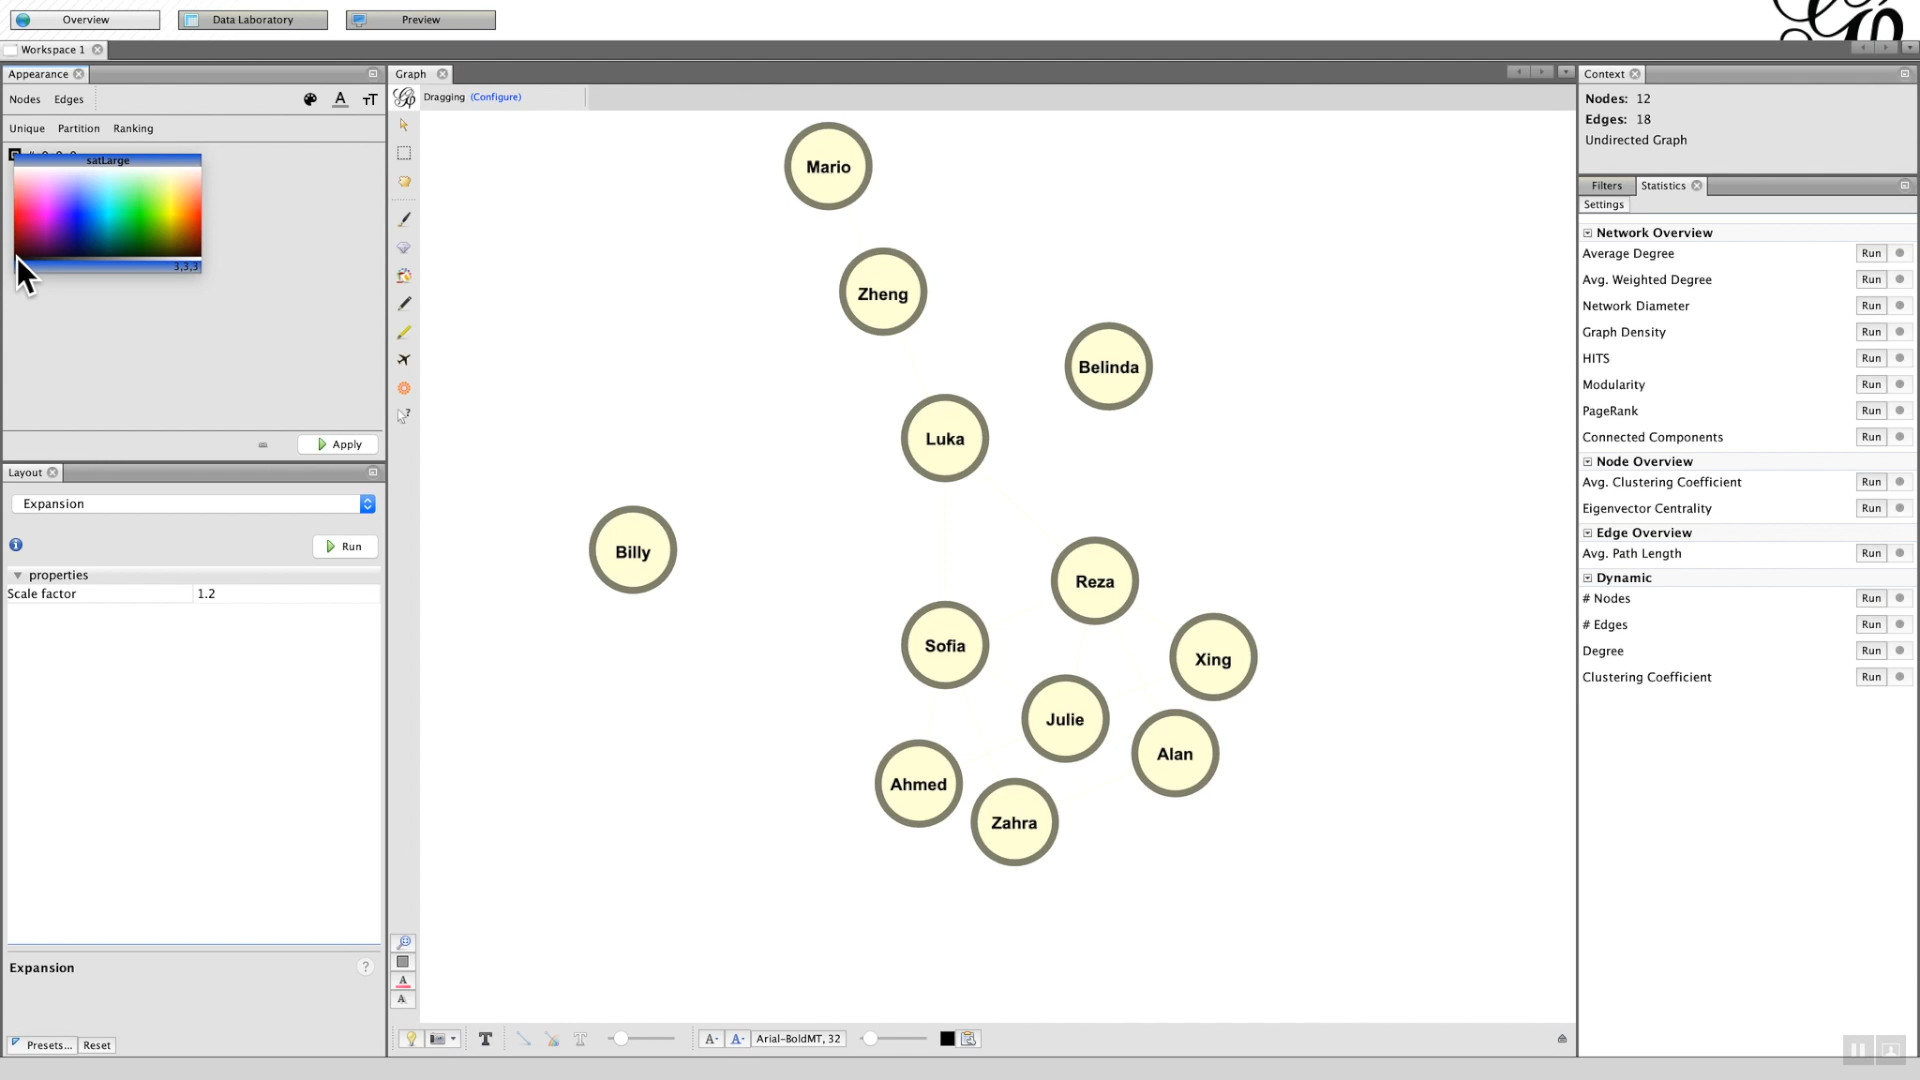 Overview
Data Laboratory
Preview
Workspace 1
Appearance
Nodes
Edges
Unique
Partition
Ranking
satLarge
3,3,3
Apply
Layout
Expansion
Run
properties
Scale factor
1.2
Expansion
?
Presets...
Reset
Graph
Dragging (Configure)
Mario
Zheng
Belinda
Luka
Billy
Reza
Sofia
Xing
Julie
Alan
Ahmed
Zahra
Arial-BoldMT, 32
Context
Nodes: 12
Edges: 18
Undirected Graph
Filters
Statistics
Settings
Network Overview
Average Degree Run
Avg. Weighted Degree Run
Network Diameter Run
Graph Density Run
HITS Run
Modularity Run
PageRank Run
Connected Components Run
Node Overview
Avg. Clustering Coefficient Run
Eigenvector Centrality Run
Edge Overview
Avg. Path Length Run
Dynamic
# Nodes Run
# Edges Run
Degree Run
Clustering Coefficient Run